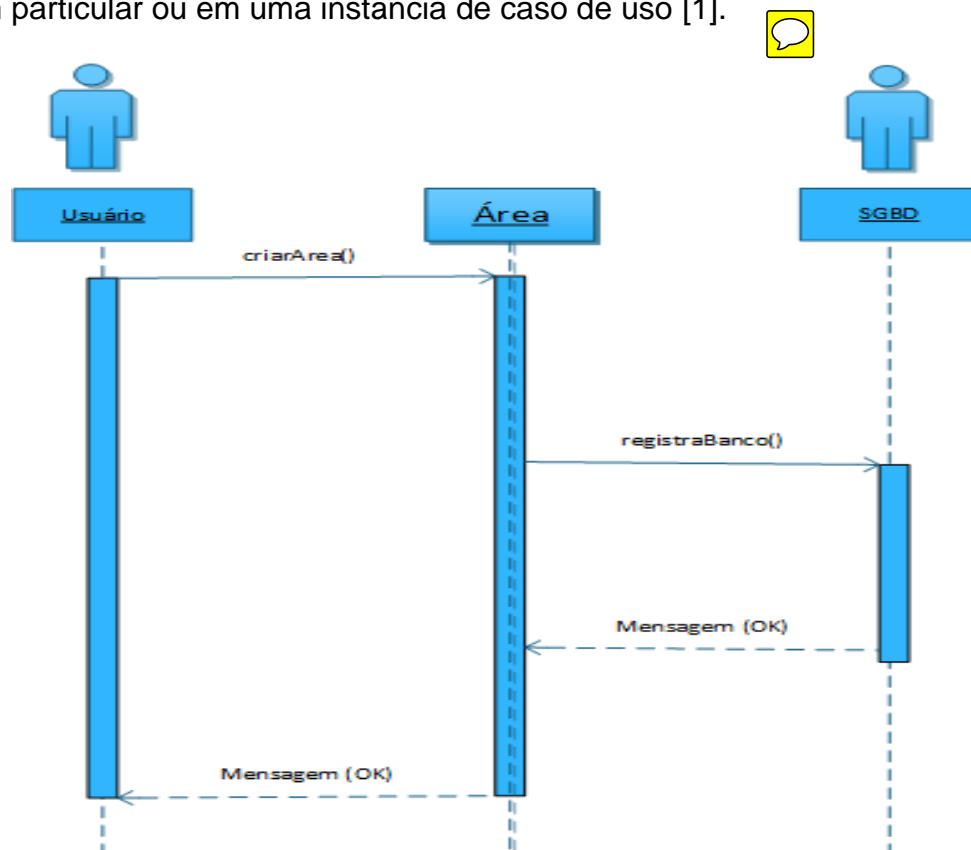 particular ou em uma instância de caso de uso [1].
Usuário
Área
SGBD
criarArea()
registraBanco()
Mensagem (OK)
Mensagem (OK)